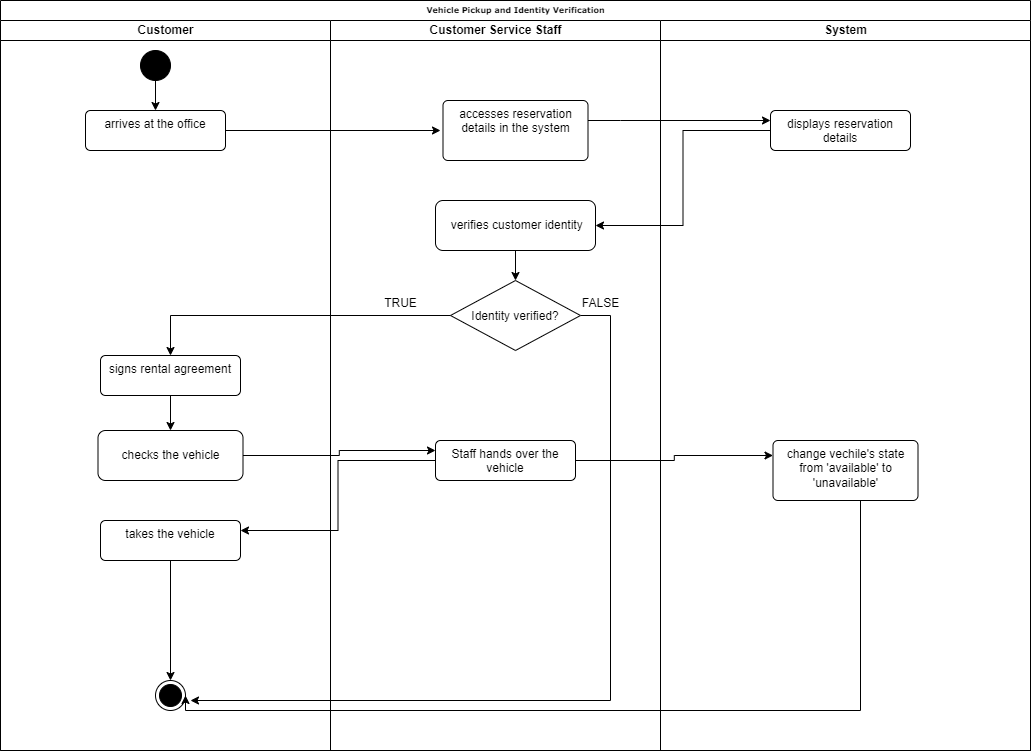 Vehicle Pickup and Identity Verification
Customer
Customer Service Staff
System
arrives at the office
accesses reservation
details in the system
displays reservation
details
verifies customer identity
TRUE
FALSE
Identity verified?
signs rental agreement
checks the vehicle
Staff hands over the
vehicle
change vechile's state
from 'available' to
'unavailable'
takes the vehicle